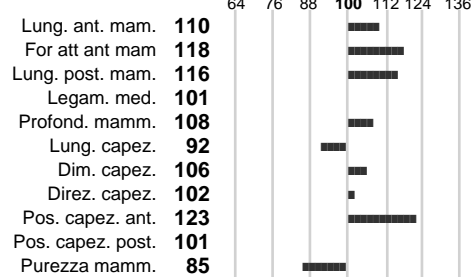 64 76 88 100 112 124 136
Lung. ant. mam. 110
For att ant mam 118
Lung. post. mam. 116
Legam. med. 101
Profond. mamm. 108
Lung. capez. 92
Dim. capez. 106
Direz. capez. 102
Pos. capez. ant. 123
Pos. capez. post. 101
Purezza mamm. 85